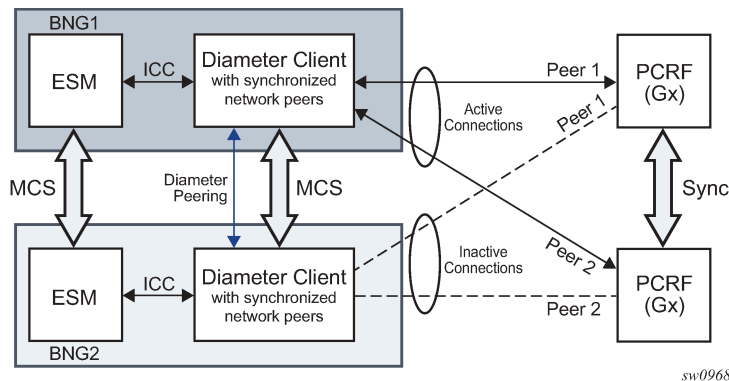 BNG1
ESM
ICC
Diameter Client
with synchronized
network peers
Peer 1
Peer 1
Active
Connections
PCRF
(Gx)
MCS
Diameter
Peering
MCS
Sync
ESM
ICC
Diameter Client
with synchronized
network peers
Inactive
Connections
Peer 2
Peer 2
PCRF
(Gx)
BNG2
sw0968